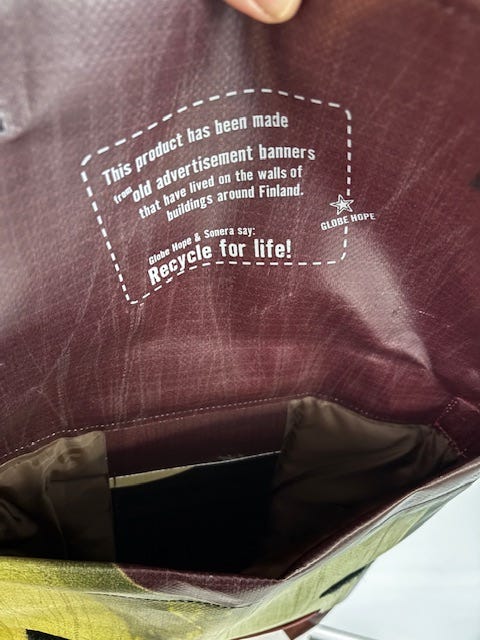 This product has been made
from old advertisement banners
that have lived on the walls of
buildings around Finland.
GLOBE HOPE
Globe Hope & Sonera say:
Recycle for life!